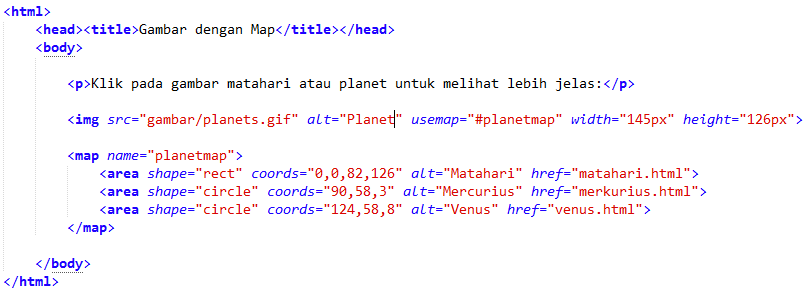 <html>
<head><title>Gambar dengan Map</title></head>
<body>
<p>Klik pada gambar matahari atau planet untuk melihat lebih jelas:</p>
<img src="gambar/planets.gif" alt="Planet" usemap="#planetmap" width="145px" height="126px">
<map name="planetmap">
<area shape="rect" coords="0,0,82,126" alt="Matahari" href="matahari.html">
<area shape="circle" coords="90,58,3" alt="Mercurius" href="merkurius.html">
<area shape="circle" coords="124,58,8" alt="Venus" href="venus.html">
</map>
</body>
</html>